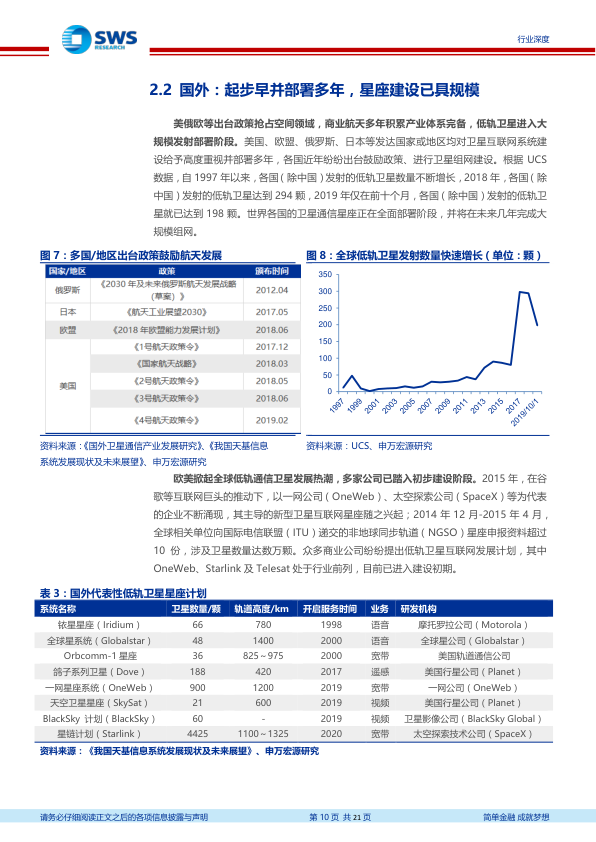 SWS
RESEARCH
行业深度
2.2 国外：起步早并部署多年，星座建设已具规模
美俄欧等出台政策抢占空间领域，商业航天多年积累产业体系完备，低轨卫星进入大
规模发射部署阶段。美国、欧盟、俄罗斯、日本等发达国家或地区均对卫星互联网系统建
设给予高度重视并部署多年，各国近年纷纷出台鼓励政策、进行卫星组网建设。根据 UCS
数据，自 1997 年以来，各国（除中国）发射的低轨卫星数量不断增长，2018 年，各国（除
中国）发射的低轨卫星达到 294 颗，2019 年仅在前十个月，各国（除中国）发射的低轨卫
星就已达到 198 颗。世界各国的卫星通信星座正在全面部署阶段，并将在未来几年完成大
规模组网。
图 7：多国/地区出台政策鼓励航天发展
国家/地区 政策 颁布时间
俄罗斯 《2030 年及未来俄罗斯航天发展战略
（草案）》 2012.04
日本 《航天工业展望2030》 2017.05
欧盟 《2018 年欧盟能力发展计划》 2018.06
美国 《1号航天政策令》 2017.12
《国家航天战略》 2018.03
《2号航天政策令》 2018.05
《3号航天政策令》 2018.06
《4号航天政策令》 2019.02
资料来源：《国外卫星通信产业发展研究》、《我国天基信息
系统发展现状及未来展望》、申万宏源研究
图 8：全球低轨卫星发射数量快速增长（单位：颗）
350
300
250
200
150
100
50
0
1997 1999 2001 2003 2005 2007 2009 2011 2013 2015 2017 2019/10/1
资料来源：UCS、申万宏源研究
欧美掀起全球低轨通信卫星发展热潮，多家公司已踏入初步建设阶段。2015 年，在谷
歌等互联网巨头的推动下，以一网公司（OneWeb）、太空探索公司（SpaceX）等为代表
的企业不断涌现，其主导的新型卫星互联网星座随之兴起；2014 年 12 月-2015 年 4 月，
全球相关单位向国际电信联盟（ITU）递交的非地球同步轨道（NGSO）星座申报资料超过
10 份，涉及卫星数量达数万颗。众多商业公司纷纷提出低轨卫星互联网发展计划，其中
OneWeb、Starlink 及 Telesat 处于行业前列，目前已进入建设初期。
表 3：国外代表性低轨卫星星座计划
系统名称 卫星数量/颗 轨道高度/km 开启服务时间 业务 研发机构
铱星星座（Iridium） 66 780 1998 语音 摩托罗拉公司（Motorola）
全球星系统（Globalstar） 48 1400 2000 语音 全球星公司（Globalstar）
Orbcomm-1 星座 36 825～975 2000 宽带 美国轨道通信公司
鸽子系列卫星（Dove） 188 420 2017 遥感 美国行星公司（Planet）
一网星座系统（OneWeb） 900 1200 2019 宽带 一网公司（OneWeb）
天空卫星星座（SkySat） 21 600 2019 视频 美国行星公司（Planet）
BlackSky 计划（BlackSky） 60 - 2019 视频 卫星影像公司（BlackSky Global）
星链计划（Starlink） 4425 1100～1325 2020 宽带 太空探索技术公司（SpaceX）
资料来源：《我国天基信息系统发展现状及未来展望》、申万宏源研究
请务必仔细阅读正文之后的各项信息披露与声明 第 10 页 共 21 页 简单金融 成就梦想